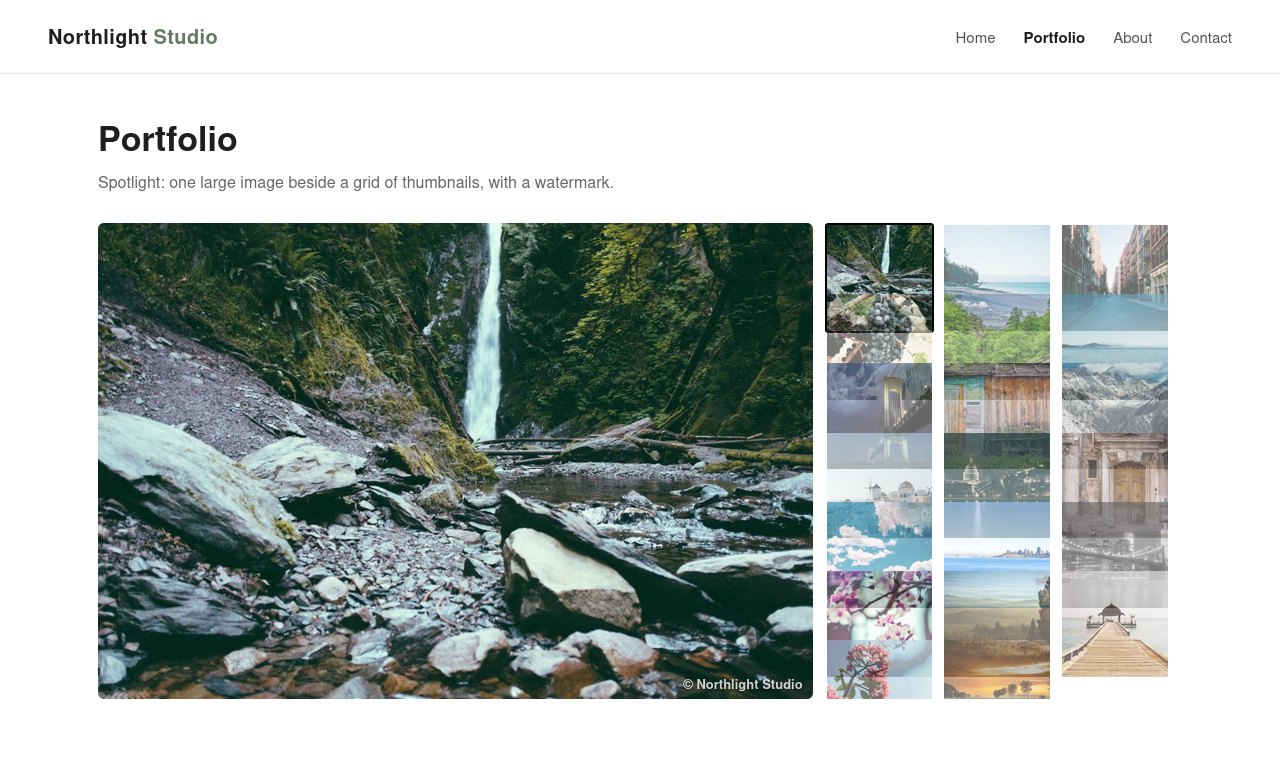 Northlight Studio
Home Portfolio About Contact
Portfolio
Spotlight: one large image beside a grid of thumbnails, with a watermark.
© Northlight Studio